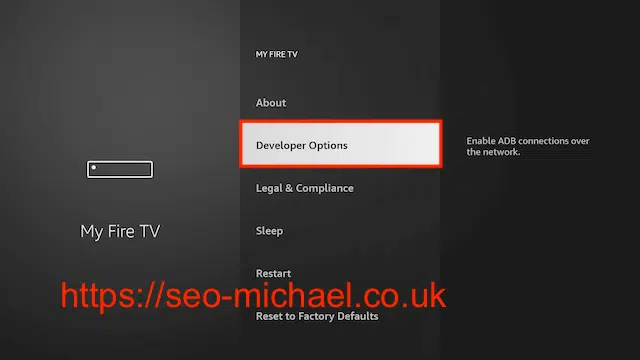 MY FIRE TV
About
Developer Options
Enable ADB connections over
the network.
Legal & Compliance
My Fire TV
Sleep
Restart
https://seo-michael.co.uk
Reset to Factory Defaults